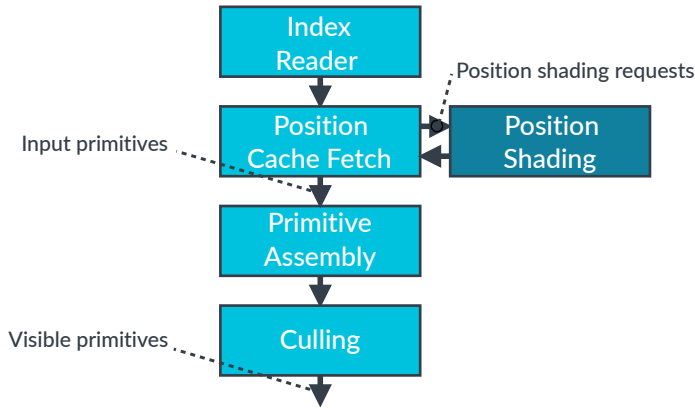 Index
Reader
Position shading requests
Position
Cache Fetch
Position
Shading
Input primitives
Primitive
Assembly
Visible primitives
Culling